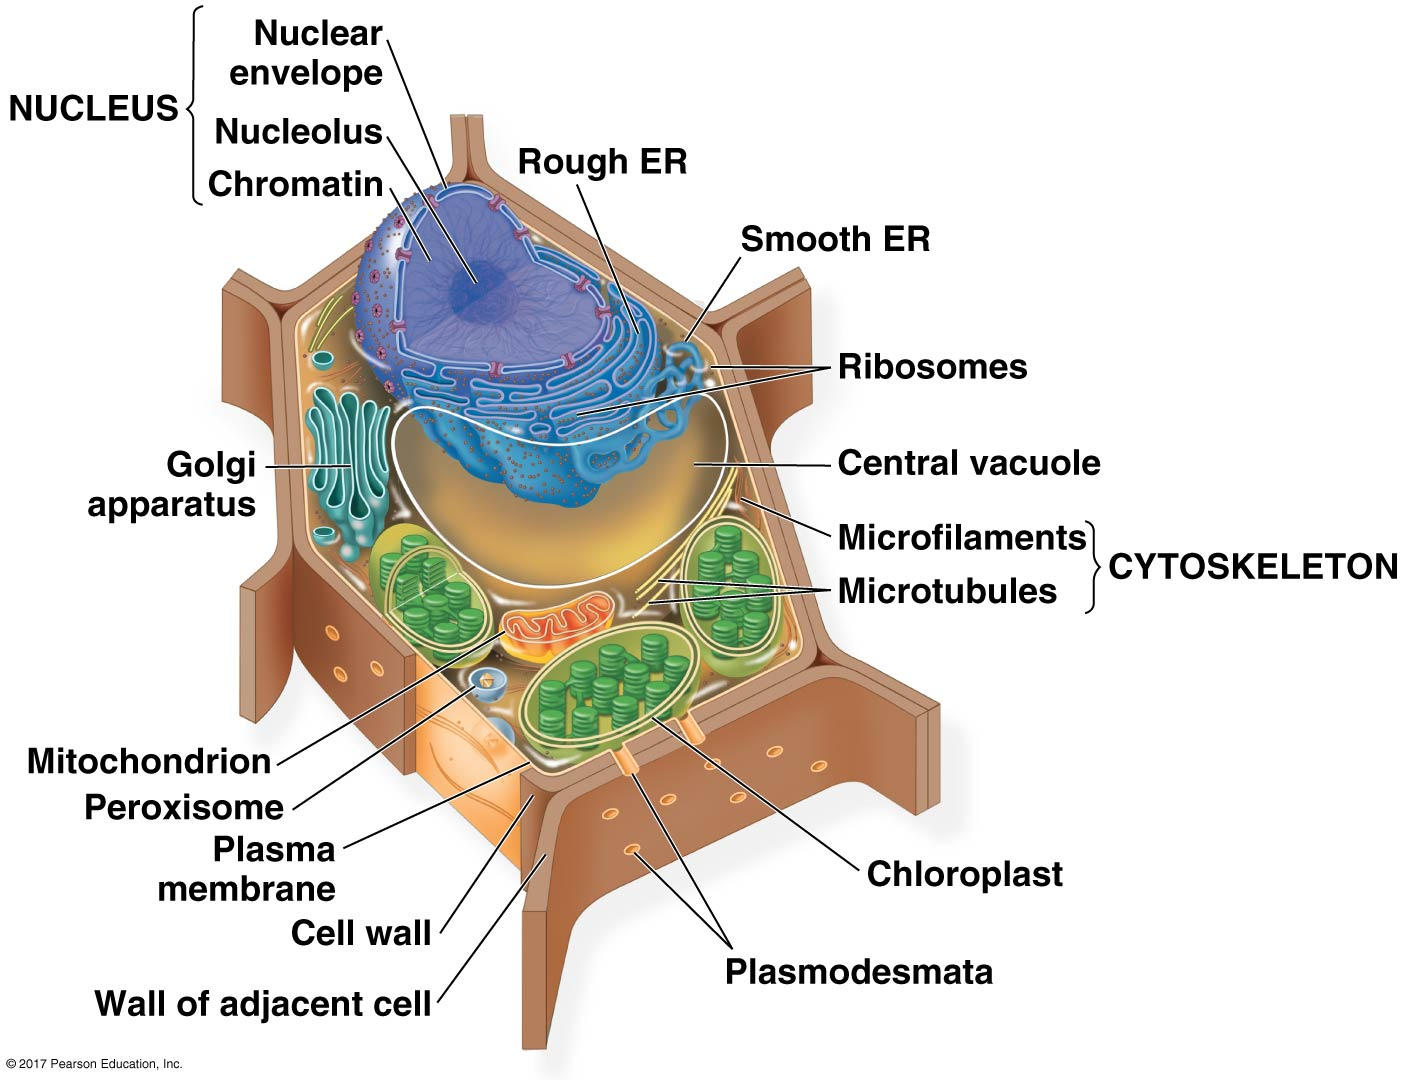 NUCLEUS
Nuclear
envelope
Nucleolus
Chromatin
Rough ER
Smooth ER
Ribosomes
Central vacuole
Microfilaments
Microtubules
CYTOSKELETON
Golgi
apparatus
Mitochondrion
Peroxisome
Plasma
membrane
Cell wall
Wall of adjacent cell
Chloroplast
Plasmodesmata
© 2017 Pearson Education, Inc.